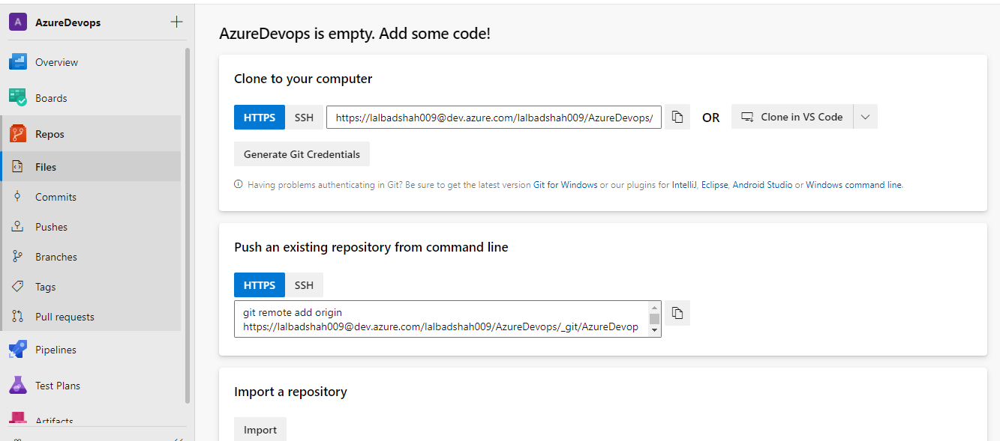 A AzureDevops
Overview
Boards
Repos
Files
Commits
Pushes
Branches
Tags
Pull requests
Pipelines
Test Plans
Artifacts
AzureDevops is empty. Add some code!
Clone to your computer
HTTPS SSH https://lalbadshah009@dev.azure.com/lalbadshah009/AzureDevops/ OR Clone in VS Code
Generate Git Credentials
Having problems authenticating in Git? Be sure to get the latest version Git for Windows or our plugins for IntelliJ, Eclipse, Android Studio or Windows command line.
Push an existing repository from command line
HTTPS SSH
git remote add origin
https://lalbadshah009@dev.azure.com/lalbadshah009/AzureDevops/_git/AzureDevop
Import a repository
Import